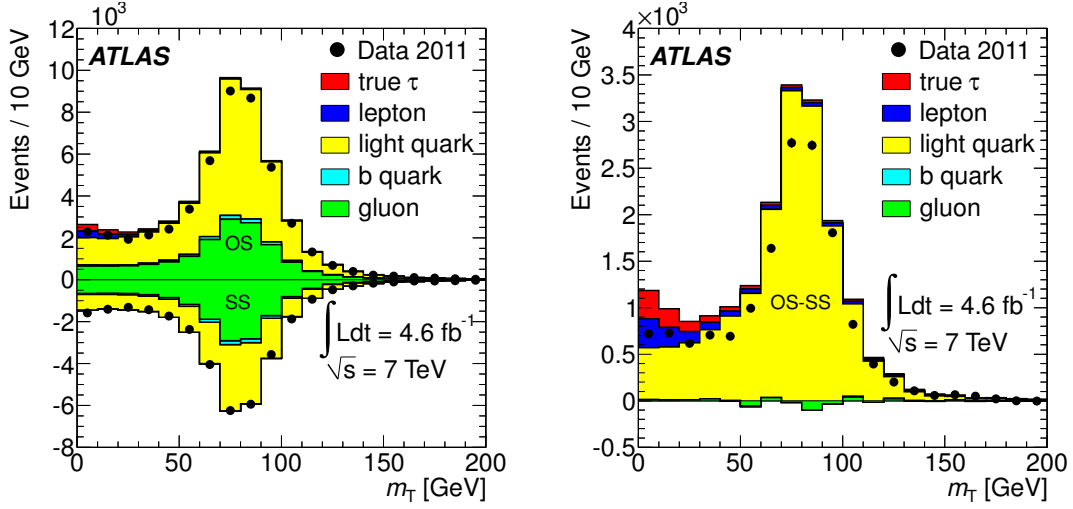 10³
ATLAS
Data 2011
true τ
lepton
light quark
b quark
gluon
OS
SS
∫ Ldt = 4.6 fb⁻¹
√s = 7 TeV
Events / 10 GeV
12
10
8
6
4
2
0
-2
-4
-6
-8
0 50 100 150 200
m_T [GeV]
×10³
ATLAS
Data 2011
true τ
lepton
light quark
b quark
gluon
OS-SS
∫ Ldt = 4.6 fb⁻¹
√s = 7 TeV
Events / 10 GeV
4
3.5
3
2.5
2
1.5
1
0.5
0
-0.5
0 50 100 150 200
m_T [GeV]